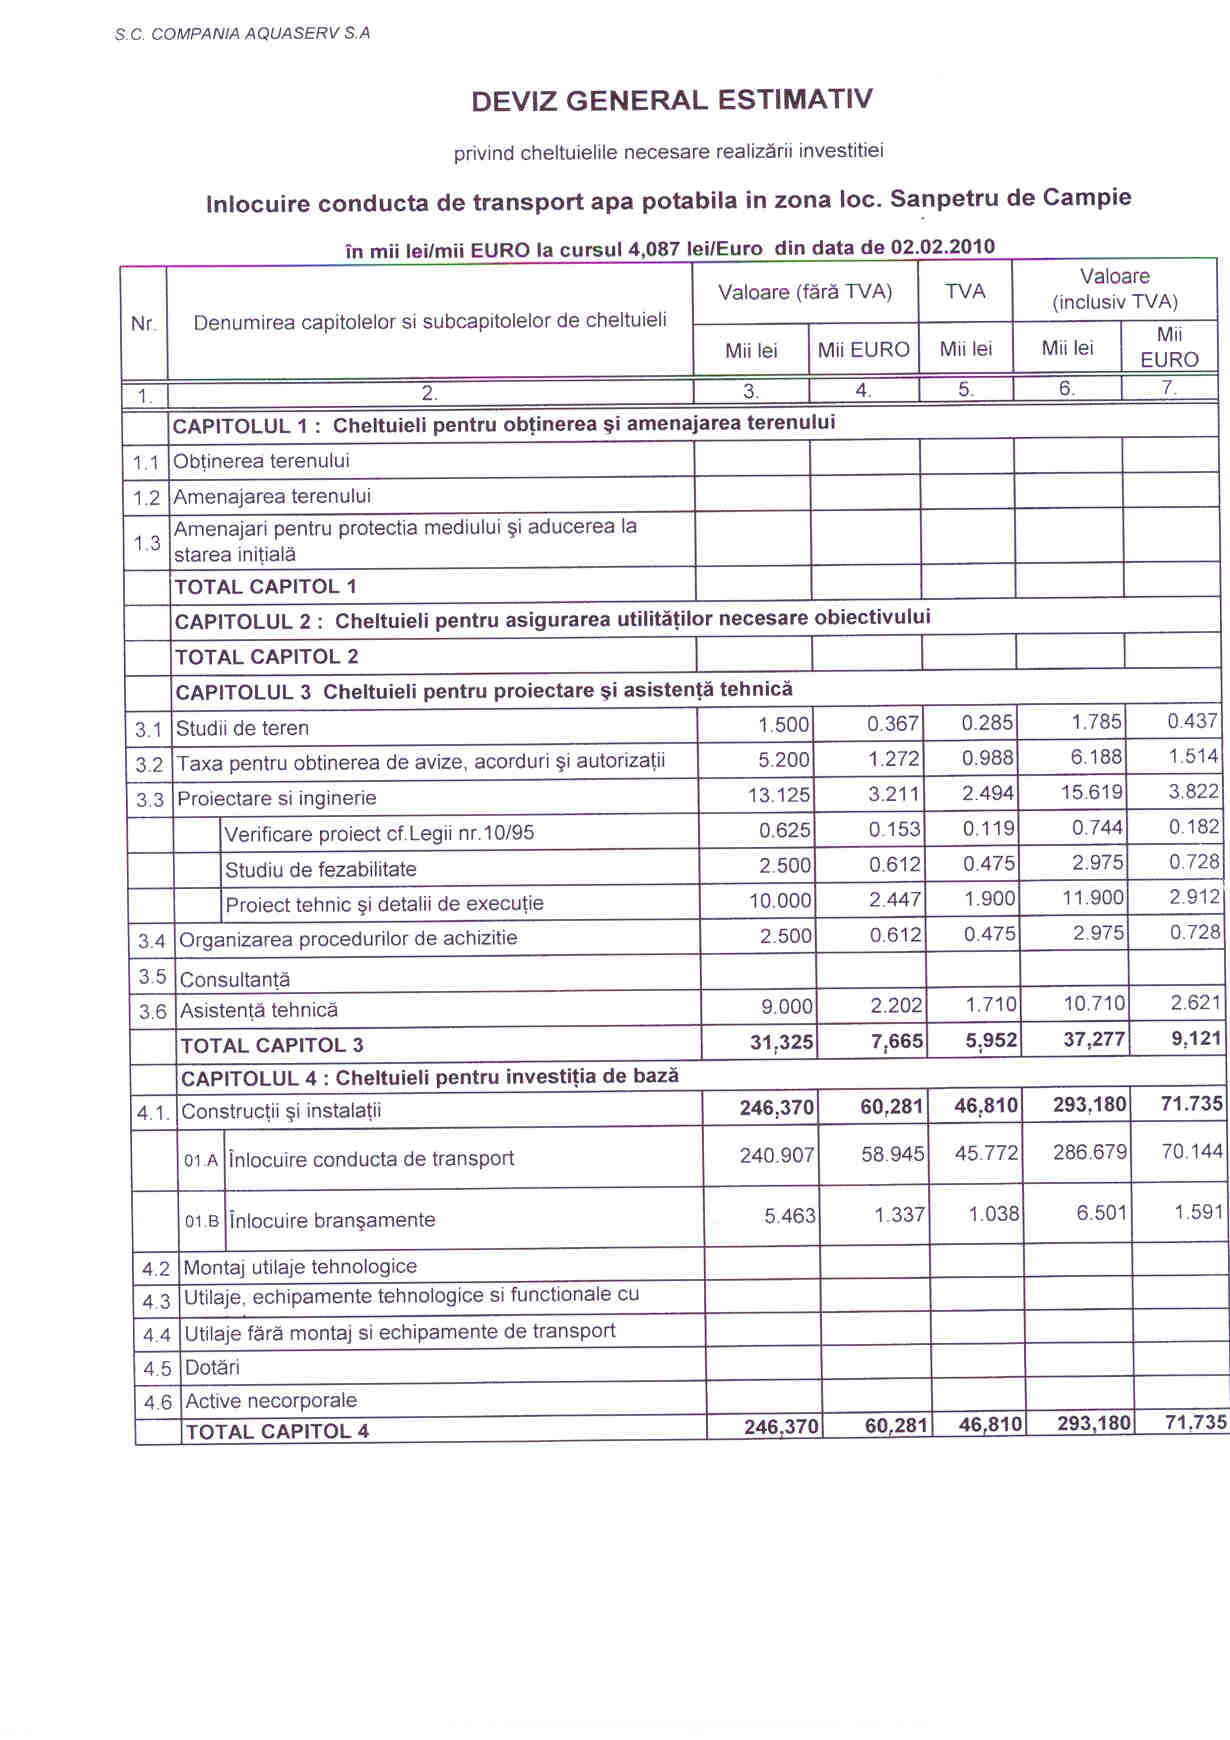 S.C. COMPANIA AQUASERV S.A
DEVIZ GENERAL ESTIMATIV
privind cheltuielile necesare realizării investitiei
Inlocuire conducta de transport apa potabila in zona loc. Sanpetru de Campie
în mii lei/mii EURO la cursul 4,087 lei/Euro din data de 02.02.2010
Nr. Denumirea capitolelor si subcapitolelor de cheltuieli Valoare (fără TVA) TVA Valoare (inclusiv TVA)
Mii lei Mii EURO Mii lei Mii lei Mii EURO
1. 2. 3. 4. 5. 6. 7.
CAPITOLUL 1 : Cheltuieli pentru obținerea şi amenajarea terenului
1.1 Obținerea terenului
1.2 Amenajarea terenului
1.3 Amenajari pentru protectia mediului şi aducerea la
starea inițială
TOTAL CAPITOL 1
CAPITOLUL 2 : Cheltuieli pentru asigurarea utilităților necesare obiectivului
TOTAL CAPITOL 2
CAPITOLUL 3 Cheltuieli pentru proiectare şi asistență tehnică
3.1 Studii de teren 1.500 0.367 0.285 1.785 0.437
3.2 Taxa pentru obtinerea de avize, acorduri şi autorizații 5.200 1.272 0.988 6.188 1.514
3.3 Proiectare si inginerie 13.125 3.211 2.494 15.619 3.822
Verificare proiect cf.Legii nr.10/95 0.625 0.153 0.119 0.744 0.182
Studiu de fezabilitate 2.500 0.612 0.475 2.975 0.728
Proiect tehnic şi detalii de execuție 10.000 2.447 1.900 11.900 2.912
3.4 Organizarea procedurilor de achizitie 2.500 0.612 0.475 2.975 0.728
3.5 Consultanță
3.6 Asistență tehnică 9.000 2.202 1.710 10.710 2.621
TOTAL CAPITOL 3 31,325 7,665 5,952 37,277 9,121
CAPITOLUL 4 : Cheltuieli pentru investiția de bază
4.1. Construcții şi instalații 246,370 60,281 46,810 293,180 71.735
01.A Înlocuire conducta de transport 240.907 58.945 45.772 286.679 70.144
01.B Înlocuire branşamente 5.463 1.337 1.038 6.501 1.591
4.2 Montaj utilaje tehnologice
4.3 Utilaje, echipamente tehnologice si functionale cu
4.4 Utilaje fără montaj si echipamente de transport
4.5 Dotări
4.6 Active necorporale
TOTAL CAPITOL 4 246,370 60,281 46,810 293,180 71,735